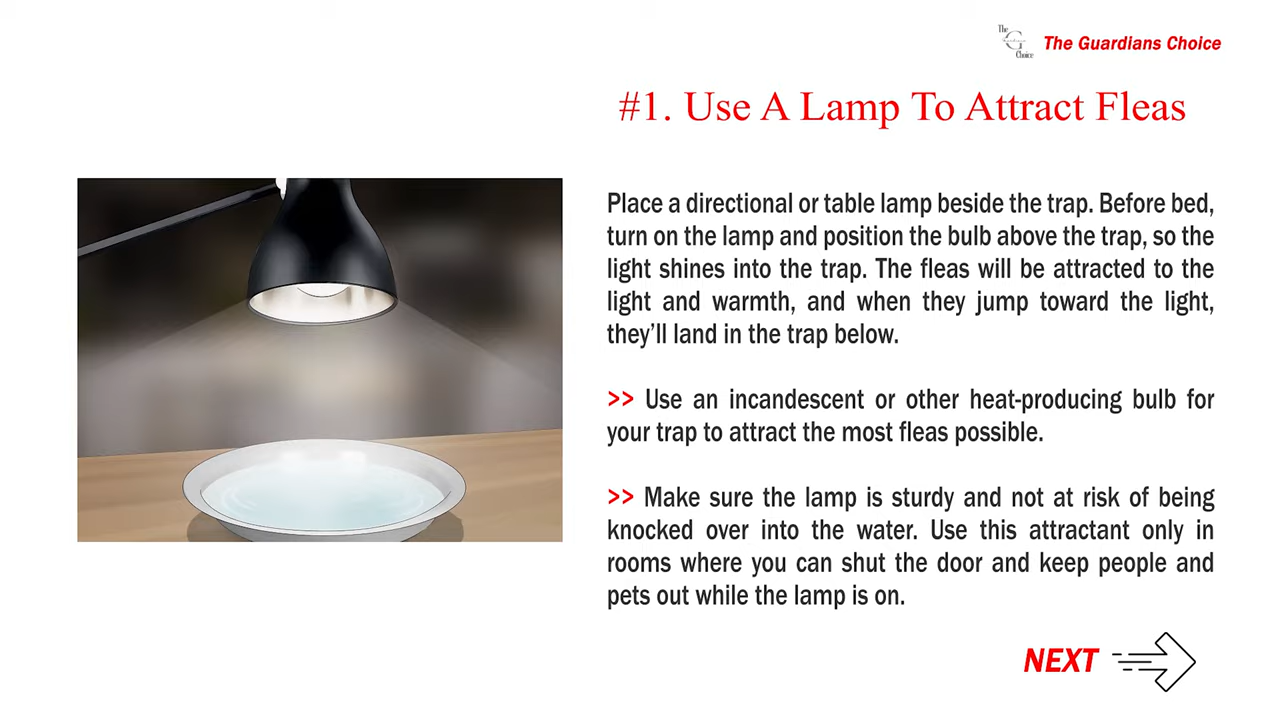 The
G
Choice
The Guardians Choice
#1. Use A Lamp To Attract Fleas
Place a directional or table lamp beside the trap. Before bed,
turn on the lamp and position the bulb above the trap, so the
light shines into the trap. The fleas will be attracted to the
light and warmth, and when they jump toward the light,
they’ll land in the trap below.
>> Use an incandescent or other heat-producing bulb for
your trap to attract the most fleas possible.
>> Make sure the lamp is sturdy and not at risk of being
knocked over into the water. Use this attractant only in
rooms where you can shut the door and keep people and
pets out while the lamp is on.
NEXT